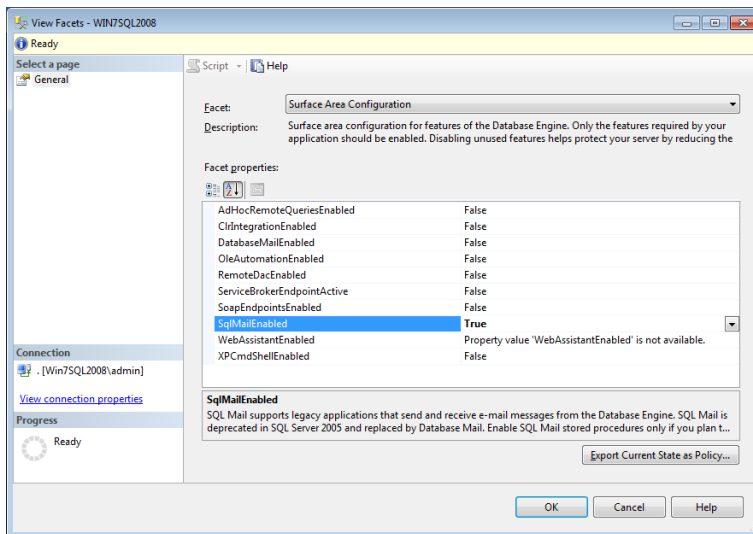 View Facets - WIN7SQL2008
Ready
Select a page
General
Script
Help
Facet:
Surface Area Configuration
Description:
Surface area configuration for features of the Database Engine. Only the features required by your
application should be enabled. Disabling unused features helps protect your server by reducing the
Facet properties:
AdHocRemoteQueriesEnabled False
ClrIntegrationEnabled False
DatabaseMailEnabled False
OleAutomationEnabled False
RemoteDacEnabled False
ServiceBrokerEndpointActive False
SoapEndpointsEnabled False
SqlMailEnabled True
WebAssistantEnabled Property value 'WebAssistantEnabled' is not available.
XPCmdShellEnabled False
Connection
. [Win7SQL2008\admin]
View connection properties
Progress
Ready
SqlMailEnabled
SQL Mail supports legacy applications that send and receive e-mail messages from the Database Engine. SQL Mail is
deprecated in SQL Server 2005 and replaced by Database Mail. Enable SQL Mail stored procedures only if you plan t...
Export Current State as Policy...
OK
Cancel
Help